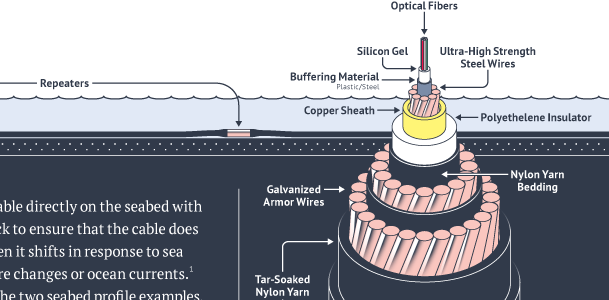 Optical Fibers
Silicon Gel
Ultra-High Strength
Steel Wires
Buffering Material
Plastic/Steel
Repeaters
Copper Sheath
Polyethelene Insulator
Nylon Yarn
Bedding
Galvanized
Armor Wires
Tar-Soaked
Nylon Yarn
able directly on the seabed with
ck to ensure that the cable does
en it shifts in response to sea
re changes or ocean currents.1
he two seabed profile examples